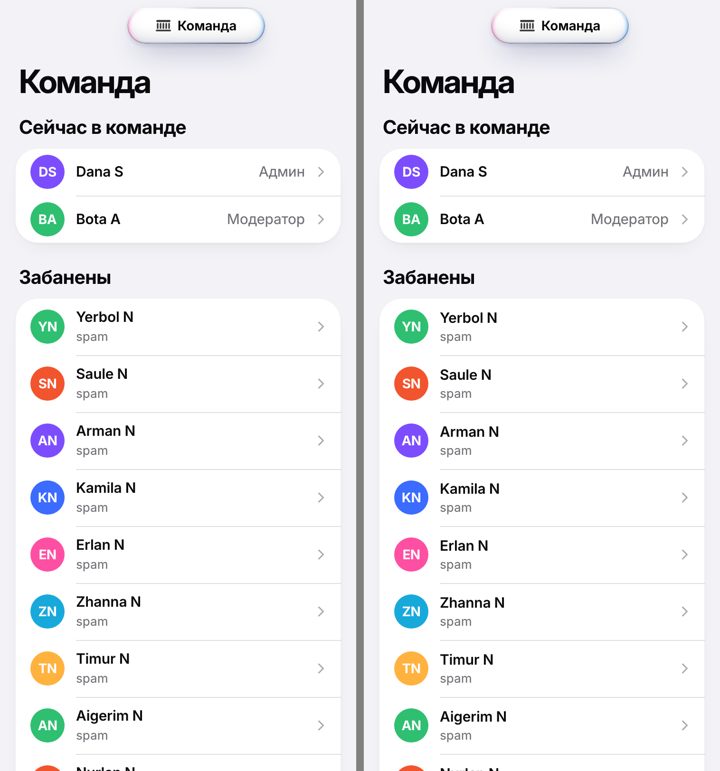 Команда
Команда
Сейчас в команде
DS Dana S Админ
BA Bota A Модератор
Забанены
YN Yerbol N
spam
SN Saule N
spam
AN Arman N
spam
KN Kamila N
spam
EN Erlan N
spam
ZN Zhanna N
spam
TN Timur N
spam
AN Aigerim N
spam
Команда
Команда
Сейчас в команде
DS Dana S Админ
BA Bota A Модератор
Забанены
YN Yerbol N
spam
SN Saule N
spam
AN Arman N
spam
KN Kamila N
spam
EN Erlan N
spam
ZN Zhanna N
spam
TN Timur N
spam
AN Aigerim N
spam